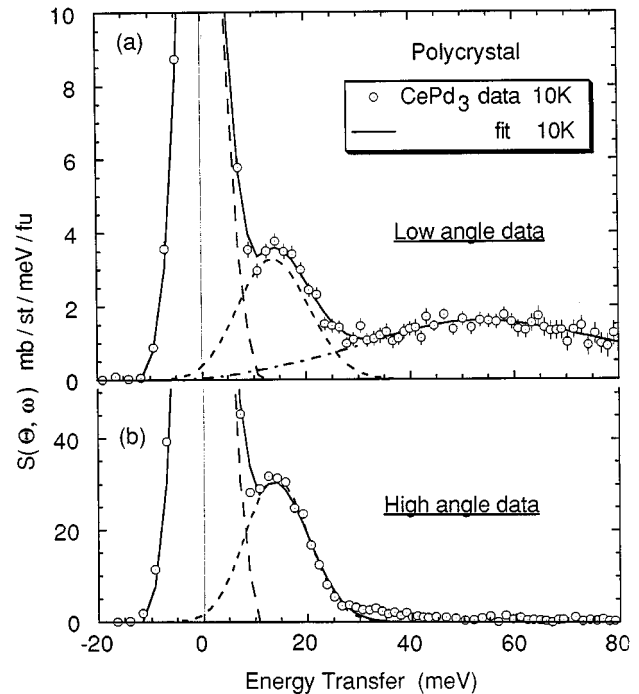 10
(a)
Polycrystal
CePd3 data 10K
fit 10K
8
6
4
Low angle data
2
0
S(Θ, ω) mb / st / meV / fu
(b)
40
High angle data
20
0
-20
0
20
40
60
80
Energy Transfer (meV)